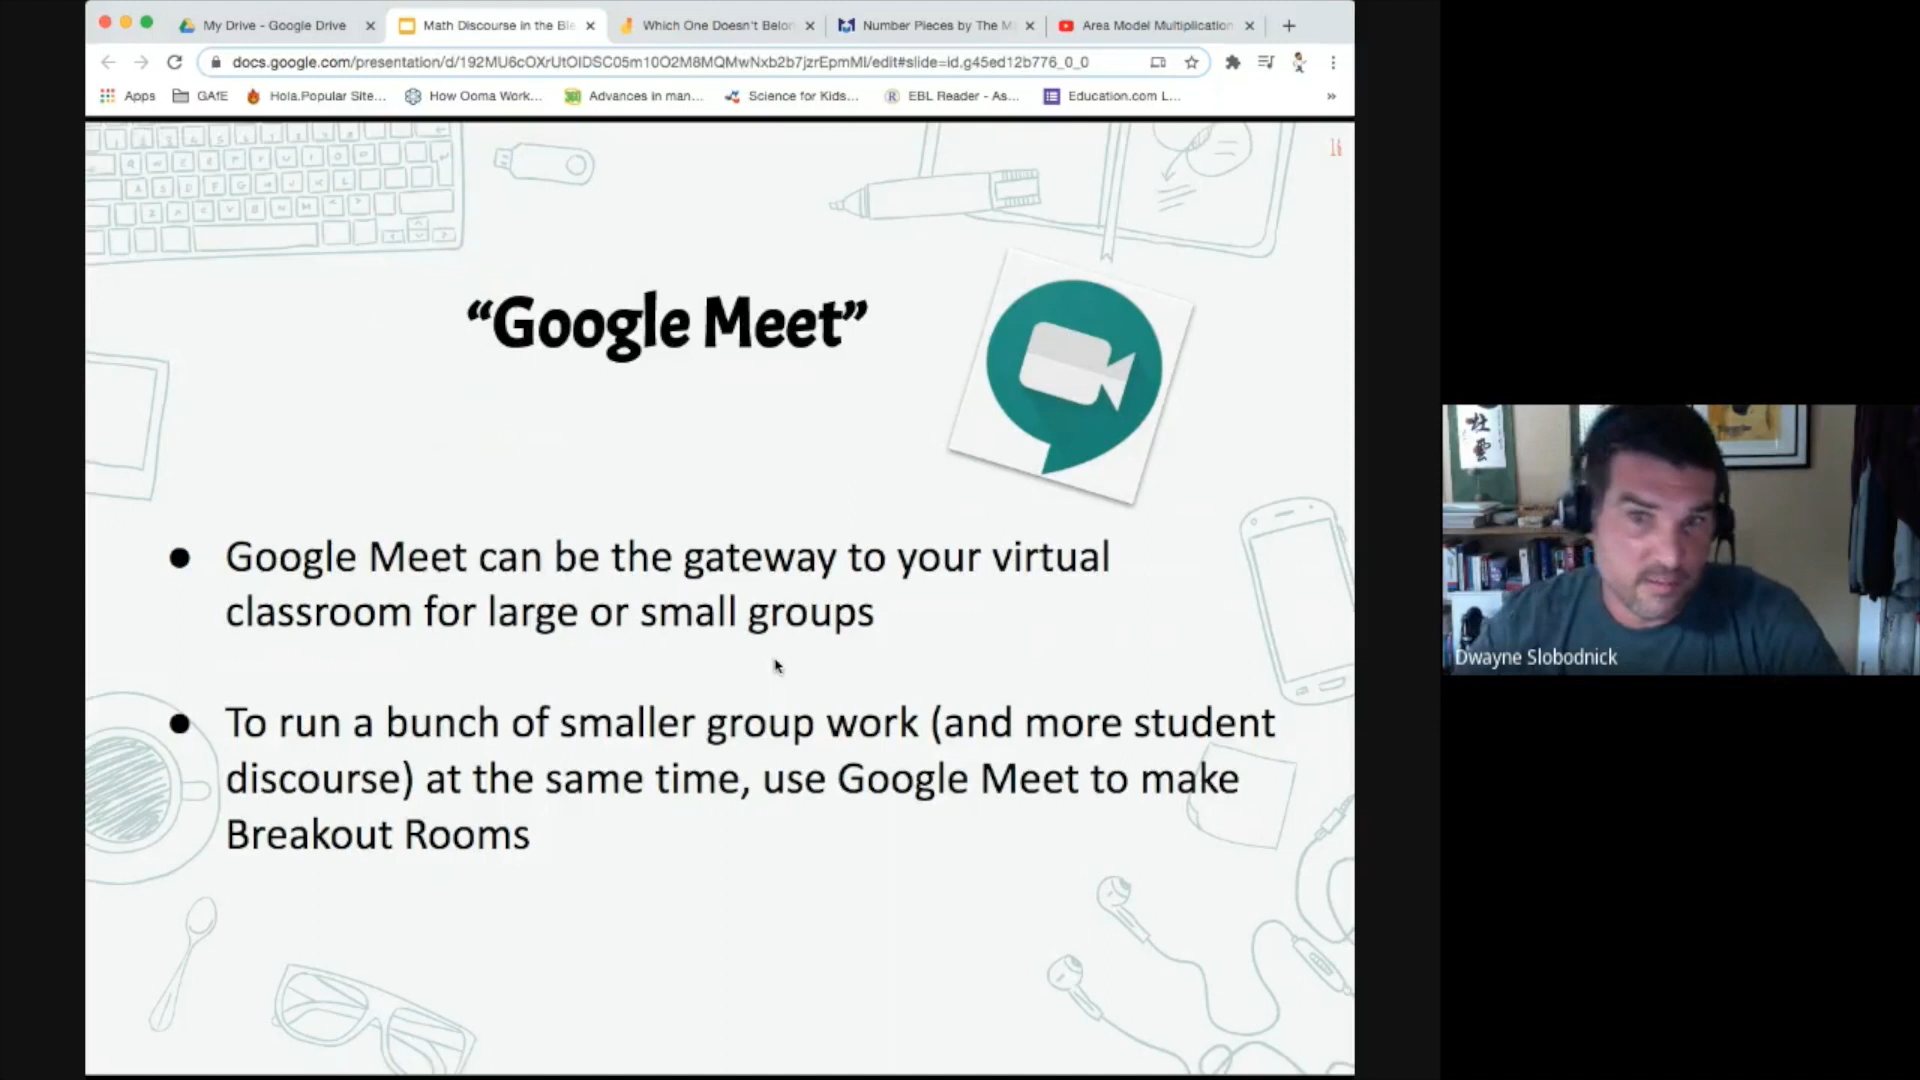 My Drive - Google Drive
Math Discourse in the Ble
Which One Doesn't Belon
Number Pieces by The M
Area Model Multiplication
docs.google.com/presentation/d/192MU6cOXrUtOIDSC05m10O2M8MQMwNxb2b7jzrEpmMI/edit#slide=id.g45ed12b776_0_0
Apps
GAfE
Hola.Popular Site...
How Ooma Work...
Advances in man...
Science for Kids...
EBL Reader - As...
Education.com L...
»
16
“Google Meet”
● Google Meet can be the gateway to your virtual
classroom for large or small groups
● To run a bunch of smaller group work (and more student
discourse) at the same time, use Google Meet to make
Breakout Rooms
Dwayne Slobodnick